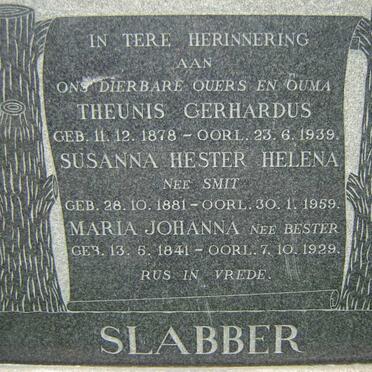 IN TERE HERINNERING
AAN
ONS DIERBARE OUERS EN OUMA
THEUNIS GERHARDUS
GEB. 11. 12. 1878 – OORL. 23. 6. 1939.
SUSANNA HESTER HELENA
NEE SMIT
GEB. 28. 10. 1881 – OORL. 30. 1. 1959.
MARIA JOHANNA NEE BESTER
GEB. 13. 5. 1841 – OORL. 7. 10. 1929.
RUS IN VREDE.
SLABBER